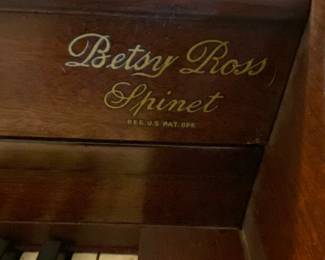 Betsy Ross
Spinet
REG. U.S. PAT. OFF.